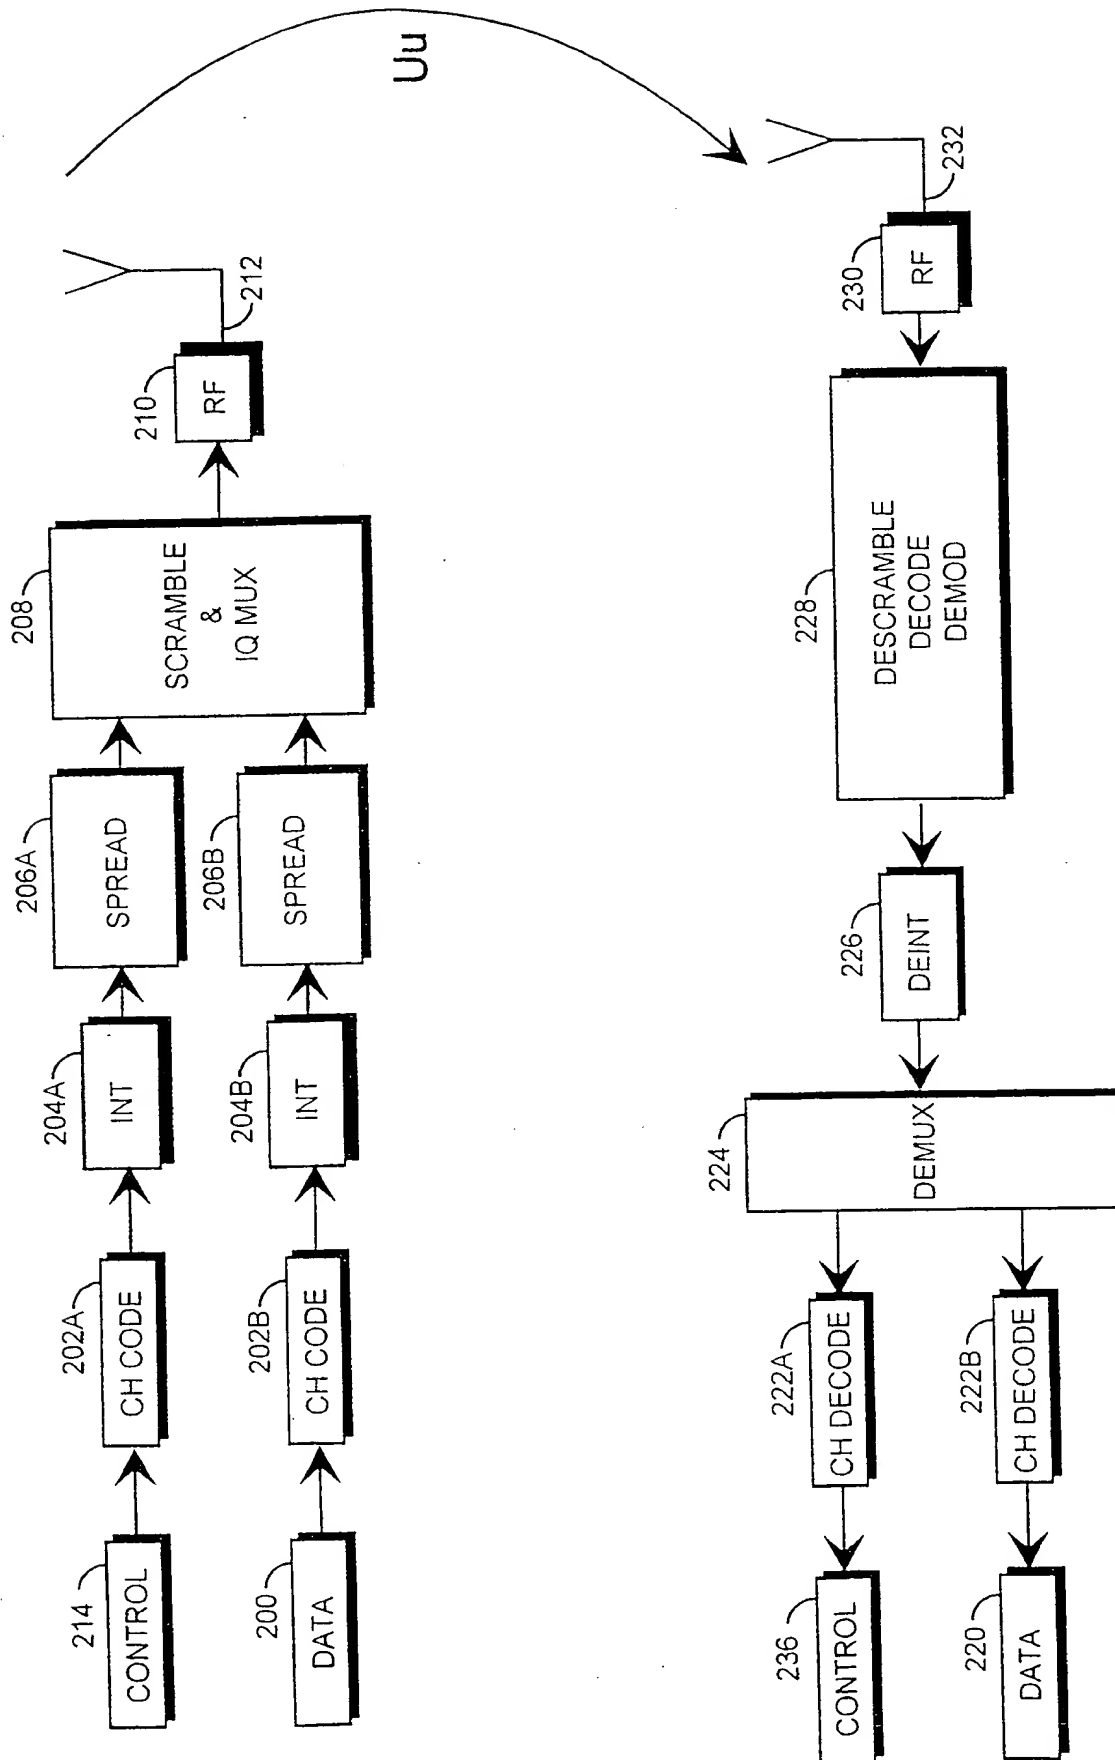 214
CONTROL
202A
CH CODE
204A
INT
206A
SPREAD
208
SCRAMBLE
&
IQ MUX
210
RF
212
200
DATA
202B
CH CODE
204B
INT
206B
SPREAD
Uu
236
CONTROL
222A
CH DECODE
224
DEMUX
226
DEINT
228
DESCRAMBLE
DECODE
DEMOD
230
RF
232
220
DATA
222B
CH DECODE